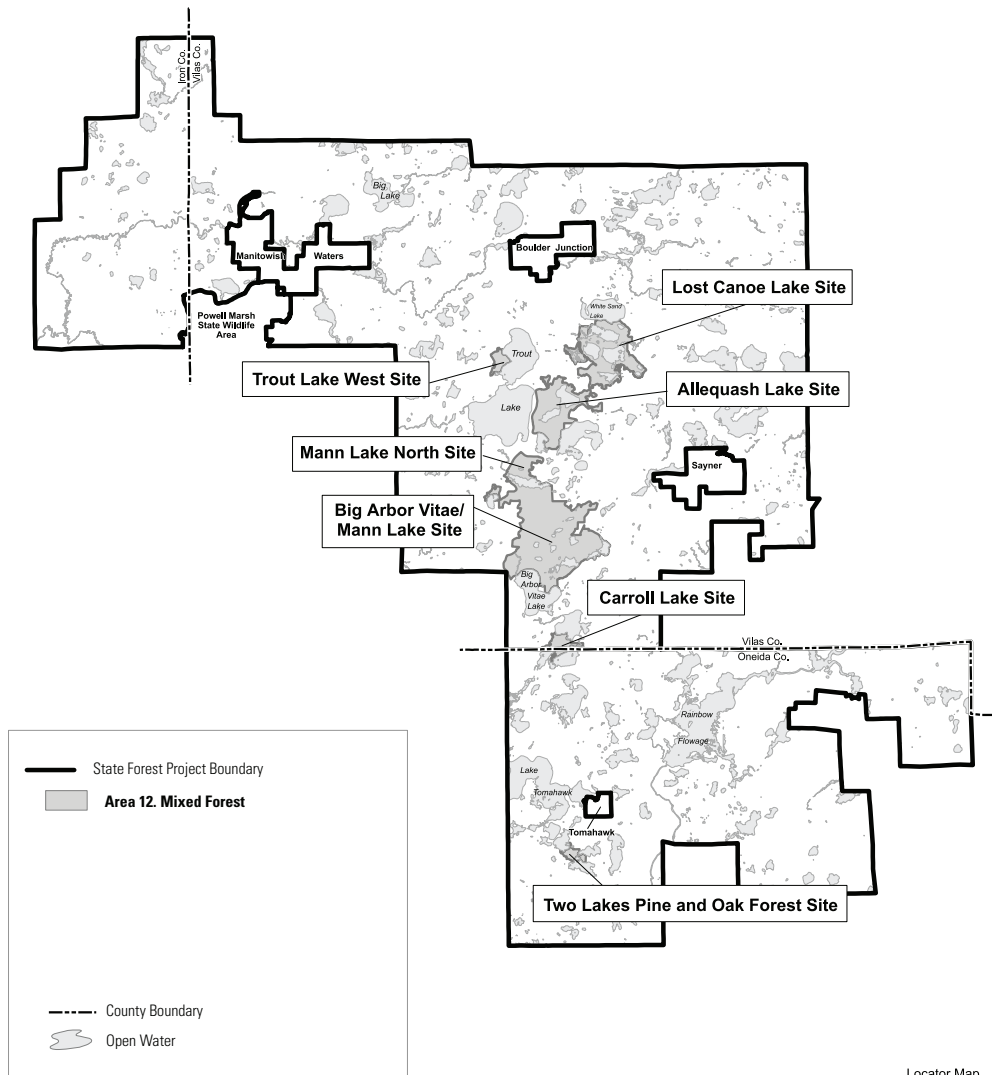 Iron Co.
Vilas Co.
Big
Lake
Manitowish Waters
Boulder Junction
Powell Marsh
State Wildlife
Area
White Sand
Lake
Lost Canoe Lake Site
Trout
Trout Lake West Site
Allequash Lake Site
Lake
Mann Lake North Site
Sayner
Big Arbor Vitae/
Mann Lake Site
Big
Arbor
Vitae
Lake
Carroll Lake Site
Vilas Co.
Oneida Co.
Rainbow
Flowage
Lake
Tomahawk
Tomahawk
Two Lakes Pine and Oak Forest Site
State Forest Project Boundary
Area 12. Mixed Forest
County Boundary
Open Water
Locator Map